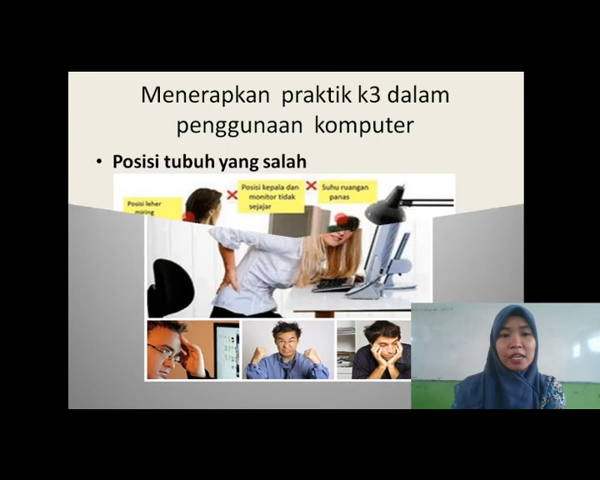 Menerapkan praktik k3 dalam
penggunaan komputer
• Posisi tubuh yang salah
Posisi leher
miring
Posisi kepala dan
monitor tidak
sejajar
Suhu ruangan
panas